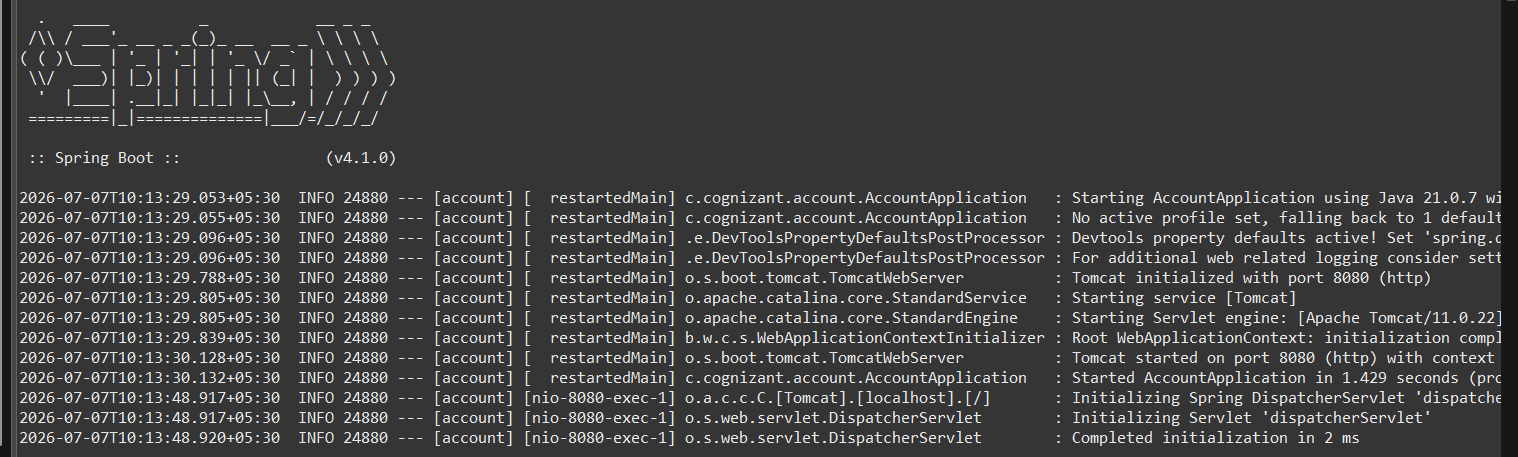 .   ____          _            __ _ _
 /\\ / ___'_ __ _ _(_)_ __  __ _ \ \ \ \
( ( )\___ | '_ | '_| | '_ \/ _` | \ \ \ \
 \\/  ___)| |_)| | | | | || (_| |  ) ) ) )
  '  |____| .__|_| |_|_| |_\__, | / / / /
 =========|_|==============|___/=/_/_/_/

 :: Spring Boot ::                (v4.1.0)

2026-07-07T10:13:29.053+05:30  INFO 24880 --- [account] [  restartedMain] c.cognizant.account.AccountApplication   : Starting AccountApplication using Java 21.0.7 wi
2026-07-07T10:13:29.055+05:30  INFO 24880 --- [account] [  restartedMain] c.cognizant.account.AccountApplication   : No active profile set, falling back to 1 default
2026-07-07T10:13:29.096+05:30  INFO 24880 --- [account] [  restartedMain] .e.DevToolsPropertyDefaultsPostProcessor : Devtools property defaults active! Set 'spring.d
2026-07-07T10:13:29.096+05:30  INFO 24880 --- [account] [  restartedMain] .e.DevToolsPropertyDefaultsPostProcessor : For additional web related logging consider sett
2026-07-07T10:13:29.788+05:30  INFO 24880 --- [account] [  restartedMain] o.s.boot.tomcat.TomcatWebServer          : Tomcat initialized with port 8080 (http)
2026-07-07T10:13:29.805+05:30  INFO 24880 --- [account] [  restartedMain] o.apache.catalina.core.StandardService   : Starting service [Tomcat]
2026-07-07T10:13:29.805+05:30  INFO 24880 --- [account] [  restartedMain] o.apache.catalina.core.StandardEngine    : Starting Servlet engine: [Apache Tomcat/11.0.22]
2026-07-07T10:13:29.839+05:30  INFO 24880 --- [account] [  restartedMain] b.w.c.s.WebApplicationContextInitializer : Root WebApplicationContext: initialization compl
2026-07-07T10:13:30.128+05:30  INFO 24880 --- [account] [  restartedMain] o.s.boot.tomcat.TomcatWebServer          : Tomcat started on port 8080 (http) with context
2026-07-07T10:13:30.132+05:30  INFO 24880 --- [account] [  restartedMain] c.cognizant.account.AccountApplication   : Started AccountApplication in 1.429 seconds (pro
2026-07-07T10:13:48.917+05:30  INFO 24880 --- [account] [nio-8080-exec-1] o.a.c.c.C.[Tomcat].[localhost].[/]       : Initializing Spring DispatcherServlet 'dispatche
2026-07-07T10:13:48.917+05:30  INFO 24880 --- [account] [nio-8080-exec-1] o.s.web.servlet.DispatcherServlet        : Initializing Servlet 'dispatcherServlet'
2026-07-07T10:13:48.920+05:30  INFO 24880 --- [account] [nio-8080-exec-1] o.s.web.servlet.DispatcherServlet        : Completed initialization in 2 ms